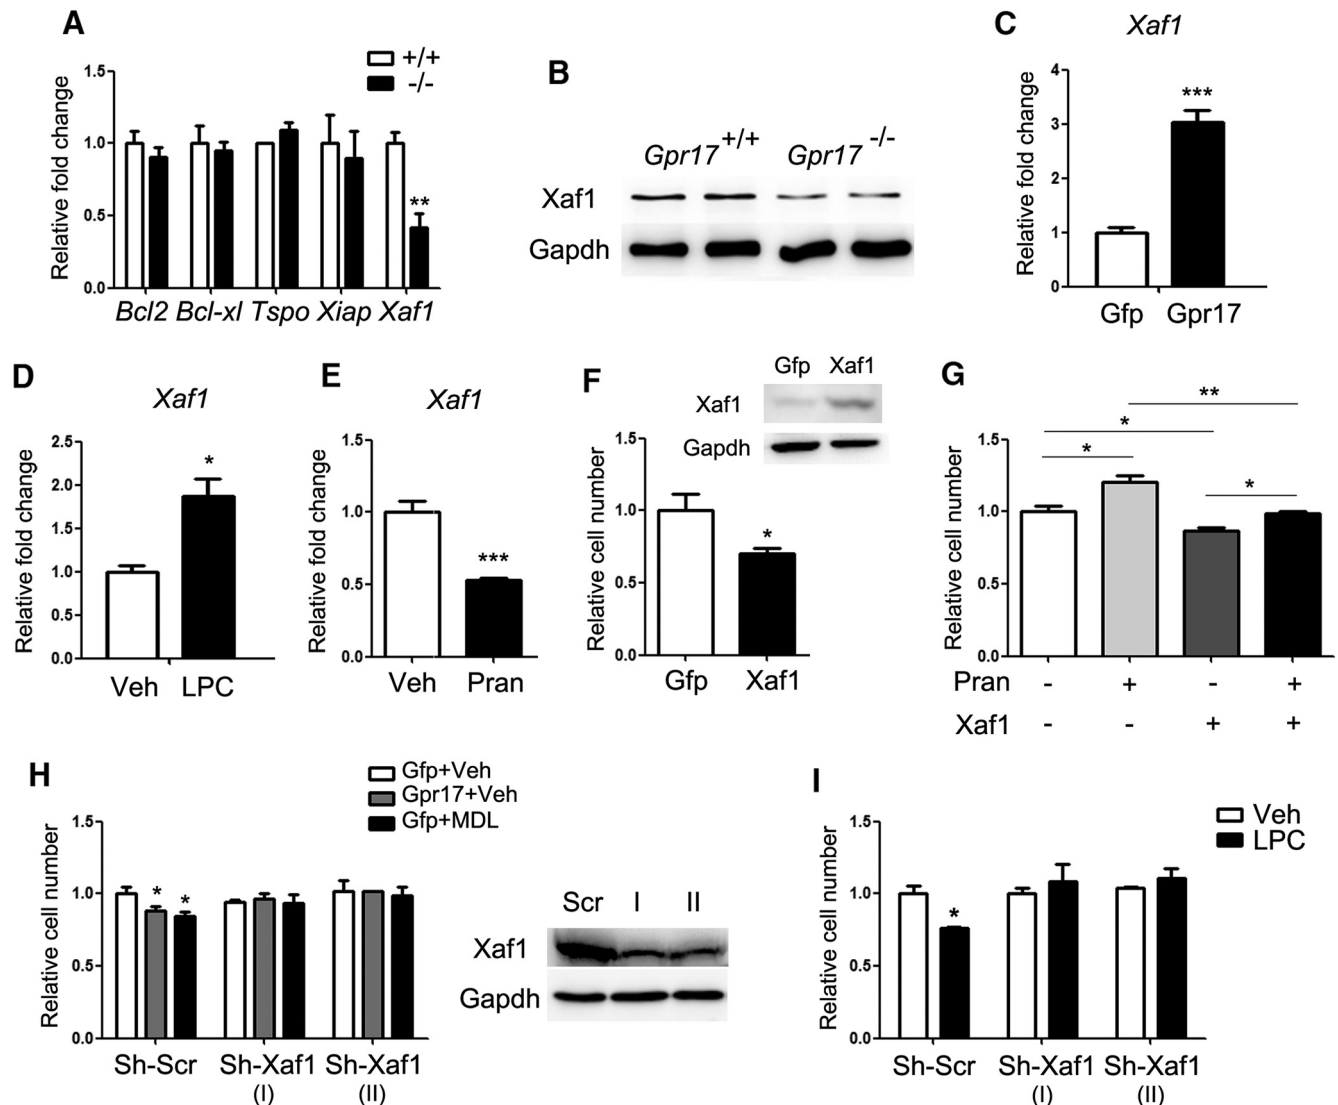 A
+/+
-/-
Relative fold change
1.5
1.0
0.5
0.0
Bcl2 Bcl-xl Tspo Xiap Xaf1
**
B
Gpr17+/+ Gpr17-/-
Xaf1
Gapdh
C
Xaf1
Relative fold change
4
3
2
1
0
***
Gfp Gpr17
D
Xaf1
Relative fold change
2.5
2.0
1.5
1.0
0.5
0.0
*
Veh LPC
E
Xaf1
Relative fold change
1.5
1.0
0.5
0.0
***
Veh Pran
F
Gfp Xaf1
Xaf1
Gapdh
Relative cell number
1.5
1.0
0.5
0.0
*
Gfp Xaf1
G
**
*
*
*
Relative cell number
1.5
1.0
0.5
0.0
Pran - + - +
Xaf1 - - + +
H
Gfp+Veh
Gpr17+Veh
Gfp+MDL
Relative cell number
1.5
1.0
0.5
0.0
* *
Sh-Scr Sh-Xaf1 Sh-Xaf1
(I) (II)
Scr I II
Xaf1
Gapdh
I
Veh
LPC
Relative cell number
1.5
1.0
0.5
0.0
*
Sh-Scr Sh-Xaf1 Sh-Xaf1
(I) (II)